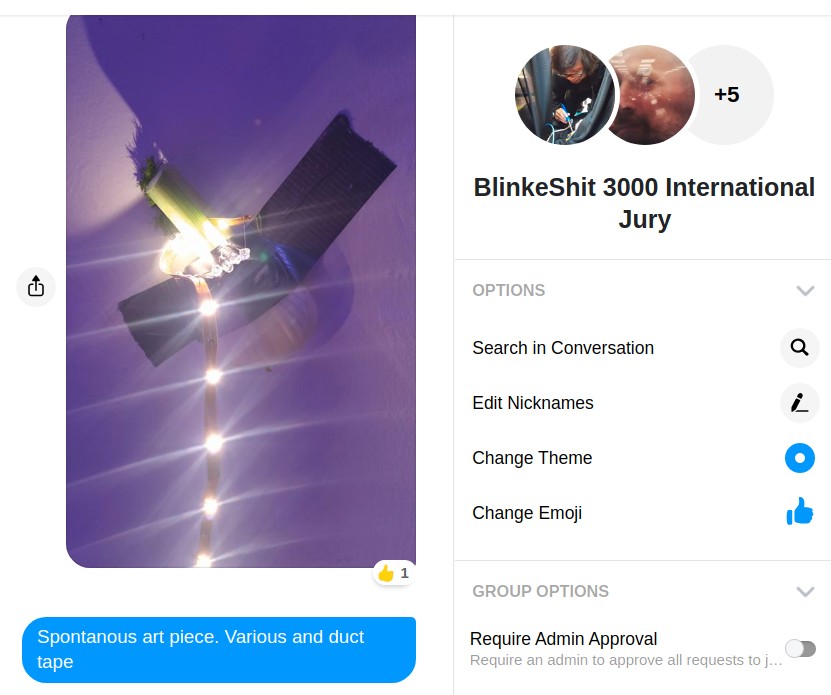 👍 1
Spontanous art piece. Various and duct
tape
+5
BlinkeShit 3000 International
Jury
OPTIONS
Search in Conversation
Edit Nicknames
Change Theme
Change Emoji
GROUP OPTIONS
Require Admin Approval
Require an admin to approve all requests to j...